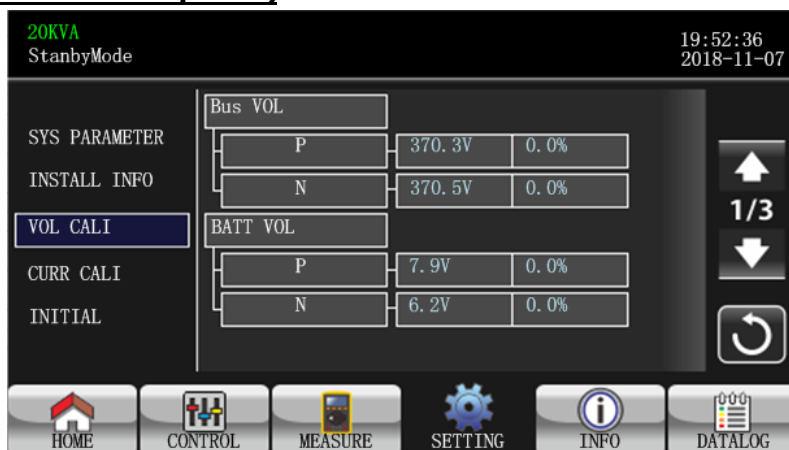 20KVA
StanbyMode
19:52:36
2018-11-07
SYS PARAMETER
INSTALL INFO
VOL CALI
CURR CALI
INITIAL
Bus VOL
P 370.3V 0.0%
N 370.5V 0.0%
BATT VOL
P 7.9V 0.0%
N 6.2V 0.0%
1/3
HOME CONTROL MEASURE SETTING INFO DATALOG